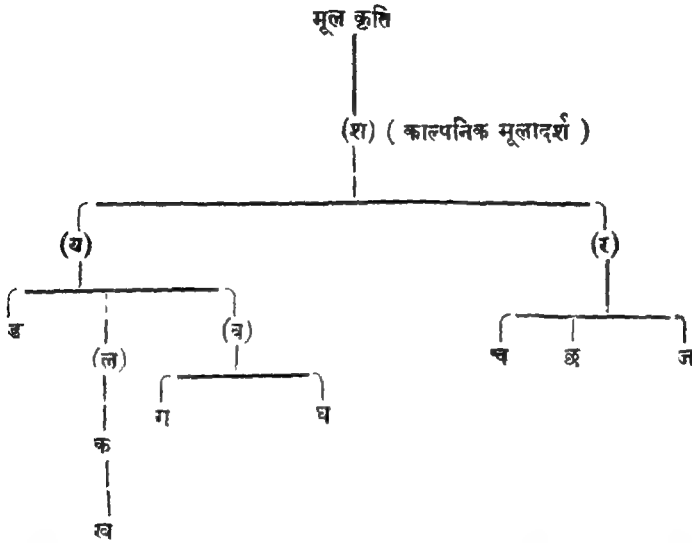 मूल कृति
(श) ( काल्पनिक मूलादर्श )
(य) (र)
ङ (ल) (व) च छ ज
ग घ
क
ख